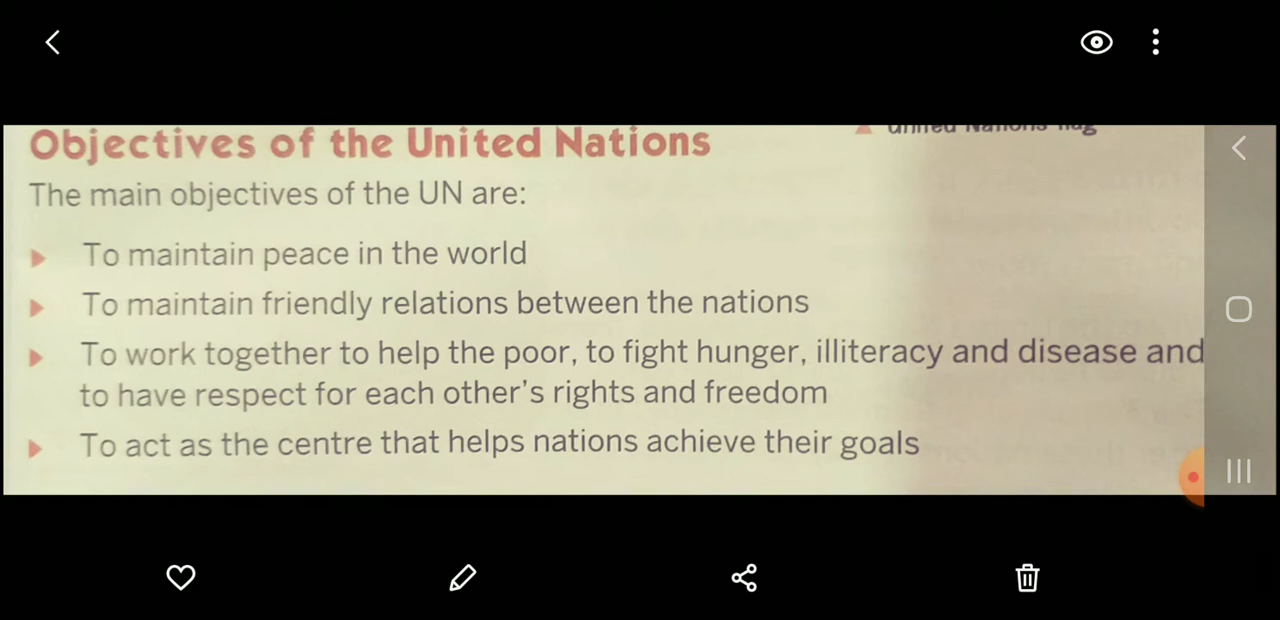 United Nations flag
Objectives of the United Nations
The main objectives of the UN are:
To maintain peace in the world
To maintain friendly relations between the nations
To work together to help the poor, to fight hunger, illiteracy and disease and
to have respect for each other's rights and freedom
To act as the centre that helps nations achieve their goals